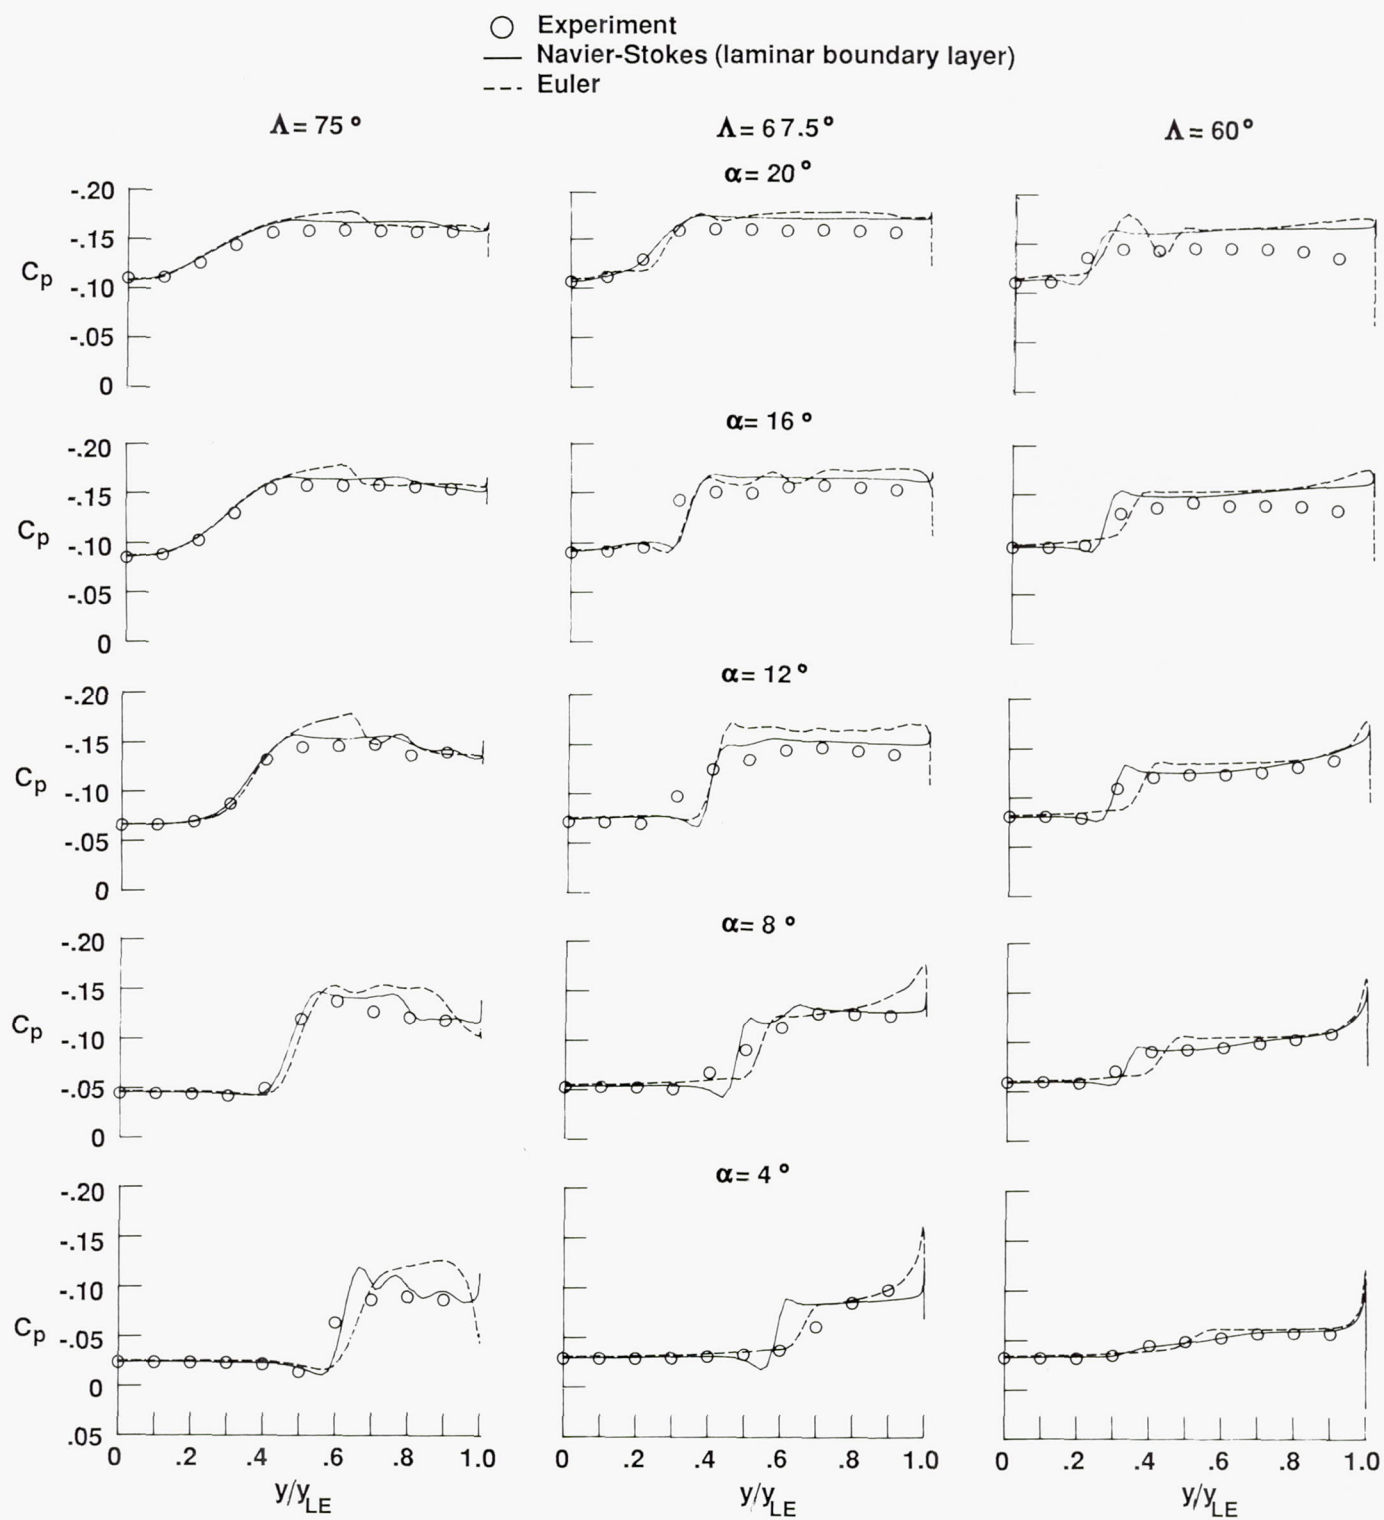 Experiment
Navier-Stokes (laminar boundary layer)
Euler
Λ= 75°
Λ= 67.5°
Λ= 60°
α= 20°
-.20
-.15
Cp
-.10
-.05
0
α= 16°
-.20
-.15
Cp
-.10
-.05
0
α= 12°
-.20
-.15
Cp
-.10
-.05
0
α= 8°
-.20
-.15
Cp
-.10
-.05
0
α= 4°
-.20
-.15
-.10
Cp
-.05
0
.05
0 .2 .4 .6 .8 1.0
0 .2 .4 .6 .8 1.0
0 .2 .4 .6 .8 1.0
y/yLE
y/yLE
y/yLE